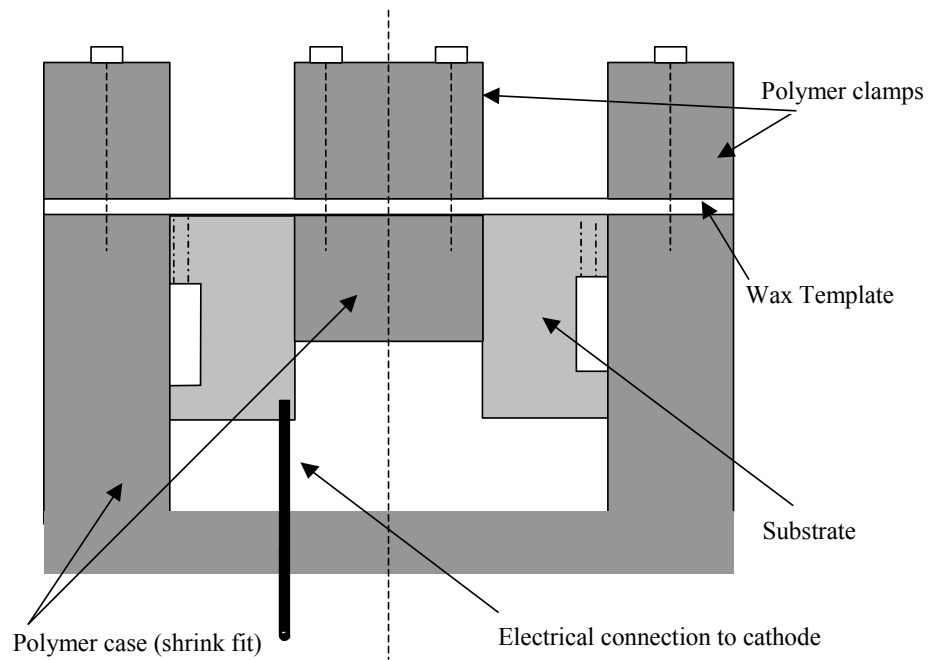 Polymer clamps
Wax Template
Substrate
Polymer case (shrink fit)
Electrical connection to cathode